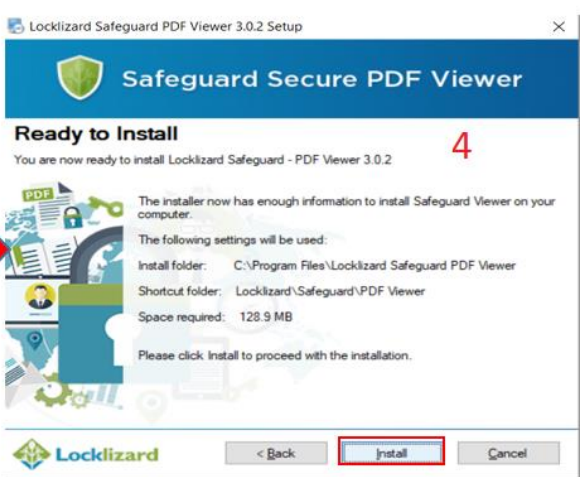 Locklizard Safeguard PDF Viewer 3.0.2 Setup
Safeguard Secure PDF Viewer
Ready to Install
4
You are now ready to install Locklizard Safeguard - PDF Viewer 3.0.2
PDF
The installer now has enough information to install Safeguard Viewer on your
computer.
The following settings will be used:
Install folder: C:\Program Files\Locklizard Safeguard PDF Viewer
Shortcut folder: Locklizard\Safeguard\PDF Viewer
Space required: 128.9 MB
Please click Install to proceed with the installation.
Locklizard
< Back
Install
Cancel